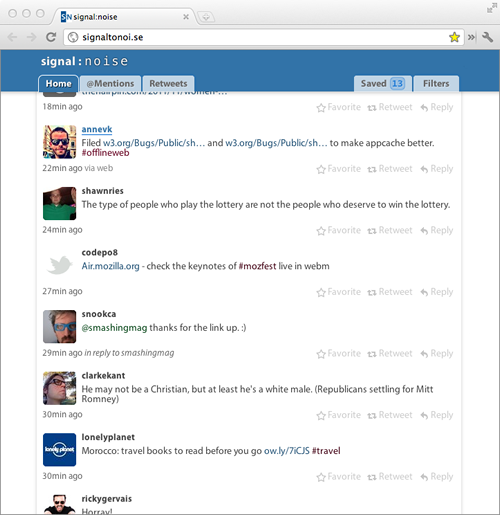 SN signal:noise
signaltonoi.se
signal:noise
Home @Mentions Retweets Saved 13 Filters
18min ago Favorite Retweet Reply
annevk
Filed w3.org/Bugs/Public/sh… and w3.org/Bugs/Public/sh… to make appcache better.
#offlineweb
22min ago via web Favorite Retweet Reply
shawnries
The type of people who play the lottery are not the people who deserve to win the lottery.
24min ago Favorite Retweet Reply
codepo8
Air.mozilla.org - check the keynotes of #mozfest live in webm
27min ago Favorite Retweet Reply
snookca
@smashingmag thanks for the link up. :)
29min ago in reply to smashingmag Favorite Retweet Reply
clarkekant
He may not be a Christian, but at least he's a white male. (Republicans settling for Mitt
Romney)
30min ago Favorite Retweet Reply
lonelyplanet
lonely planet
Morocco: travel books to read before you go ow.ly/7iCJS #travel
30min ago Favorite Retweet Reply
rickygervais
Horray!